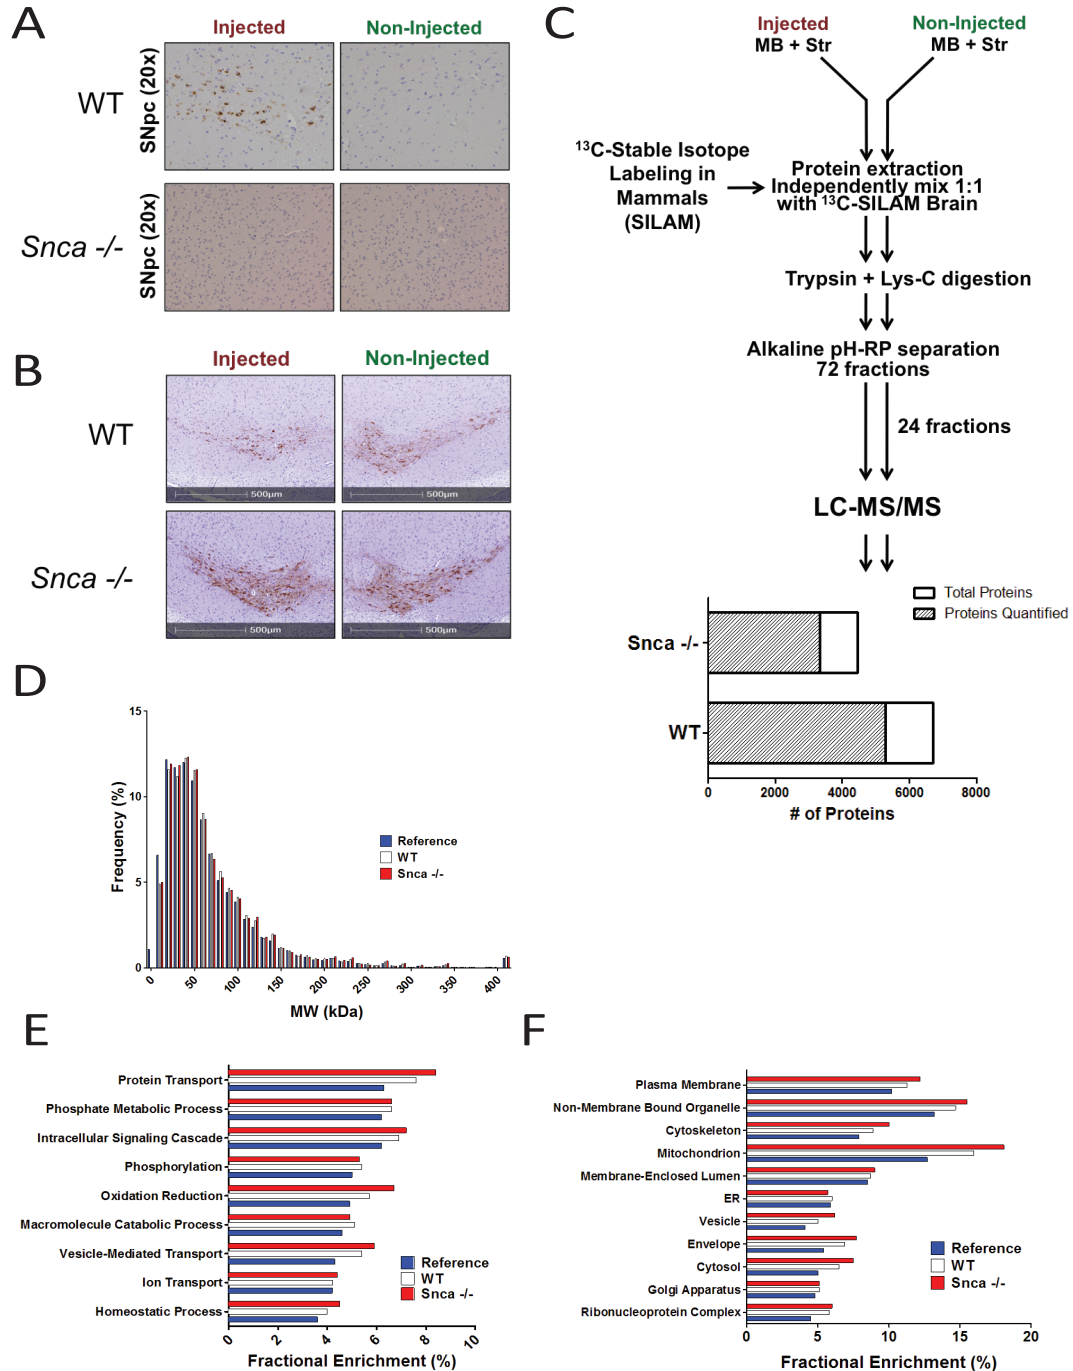 A
Injected
Non-Injected
WT
SNpc (20x)
Snca -/-
SNpc (20x)
B
Injected
Non-Injected
WT
500µm
500µm
Snca -/-
500µm
500µm
C
Injected
MB + Str
Non-Injected
MB + Str
13C-Stable Isotope
Labeling in
Mammals
(SILAM)
Protein extraction
Independently mix 1:1
with 13C-SILAM Brain
Trypsin + Lys-C digestion
Alkaline pH-RP separation
72 fractions
24 fractions
LC-MS/MS
Total Proteins
Proteins Quantified
Snca -/-
WT
0 2000 4000 6000 8000
# of Proteins
D
15
10
5
0
Frequency (%)
Reference
WT
Snca -/-
0 50 100 150 200 250 300 350 400
MW (kDa)
E
Protein Transport
Phosphate Metabolic Process
Intracellular Signaling Cascade
Phosphorylation
Oxidation Reduction
Macromolecule Catabolic Process
Vesicle-Mediated Transport
Ion Transport
Homeostatic Process
Reference
WT
Snca -/-
0 2 4 6 8 10
Fractional Enrichment (%)
F
Plasma Membrane
Non-Membrane Bound Organelle
Cytoskeleton
Mitochondrion
Membrane-Enclosed Lumen
ER
Vesicle
Envelope
Cytosol
Golgi Apparatus
Ribonucleoprotein Complex
Reference
WT
Snca -/-
0 5 10 15 20
Fractional Enrichment (%)